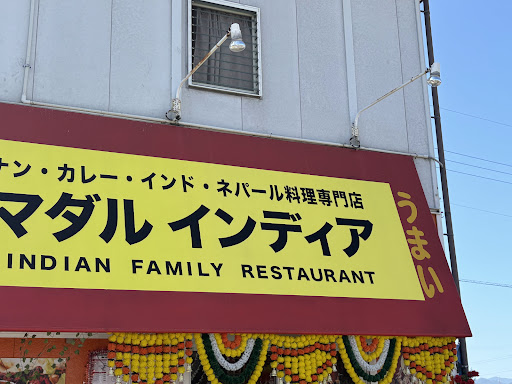 ナン・カレー・インド・ネパール料理専門店
マダル インディア
INDIAN FAMILY RESTAURANT
うまい